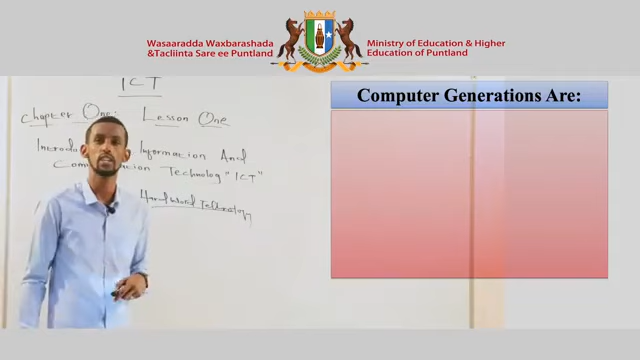 Wasaaradda Waxbarashada
&Tacliinta Sare ee Puntland
Ministry of Education & Higher
Education of Puntland
ICT
Chapter One: Lesson One
Information And
Technolog "ICT"
Computer Generations Are: